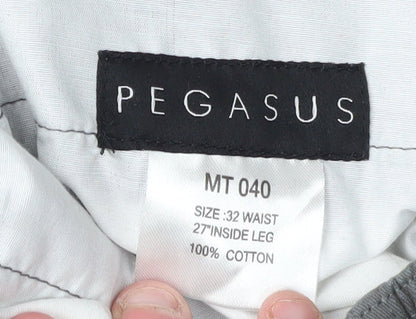 PEGASUS
MT 040
SIZE:32 WAIST
27"INSIDE LEG
100% COTTON